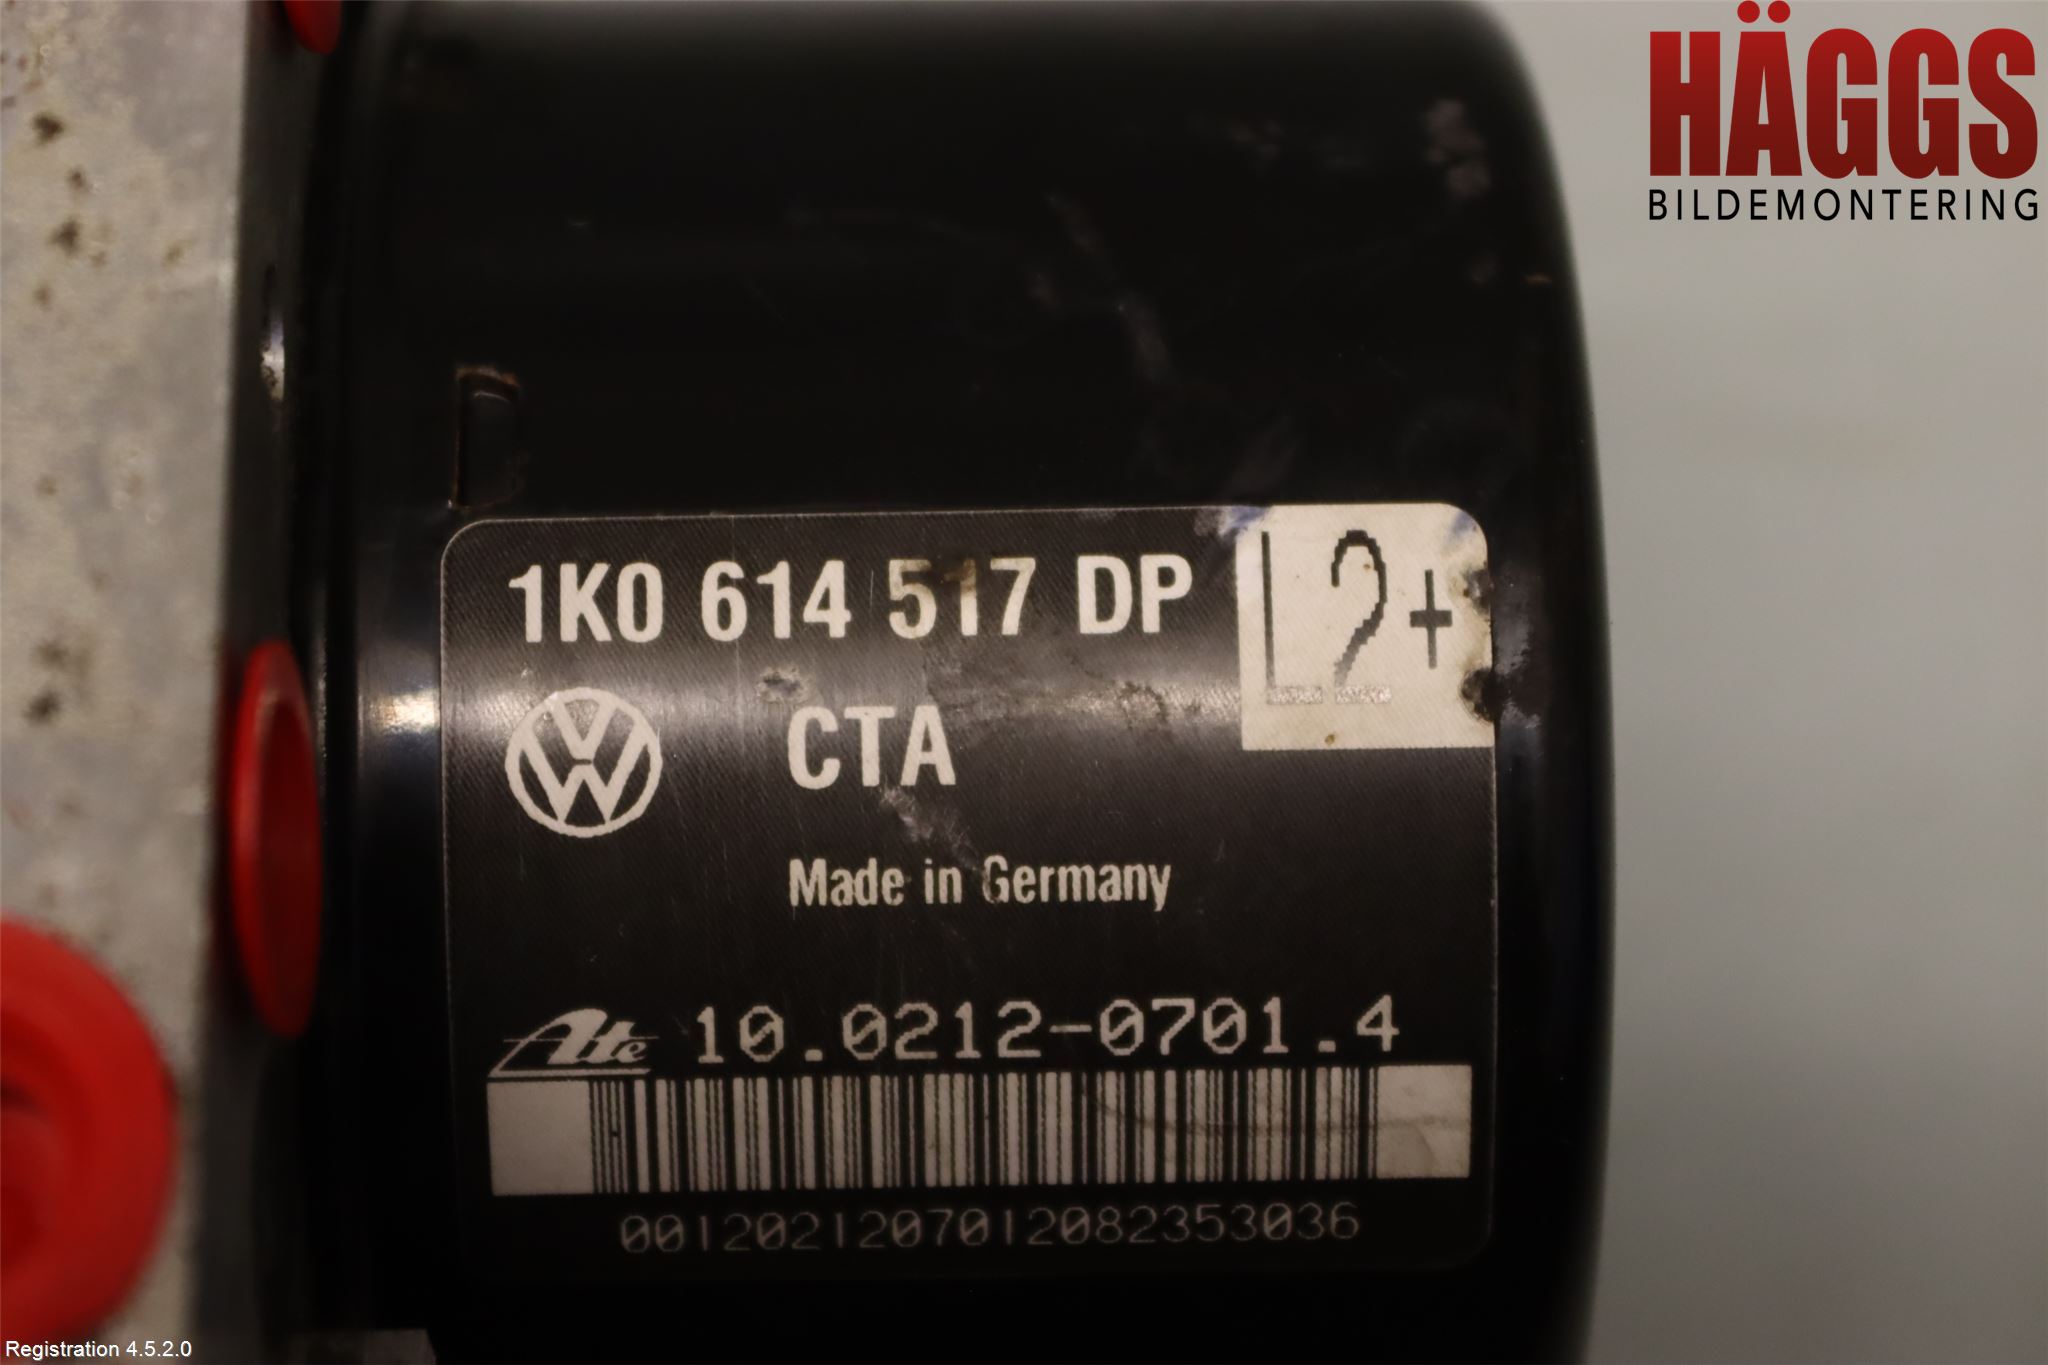 HÄGGS
BILDEMONTERING
1K0 614 517 DP
L2+
CTA
Made in Germany
Ate 10.0212-0701.4
0012021207012082353036
Registration 4.5.2.0